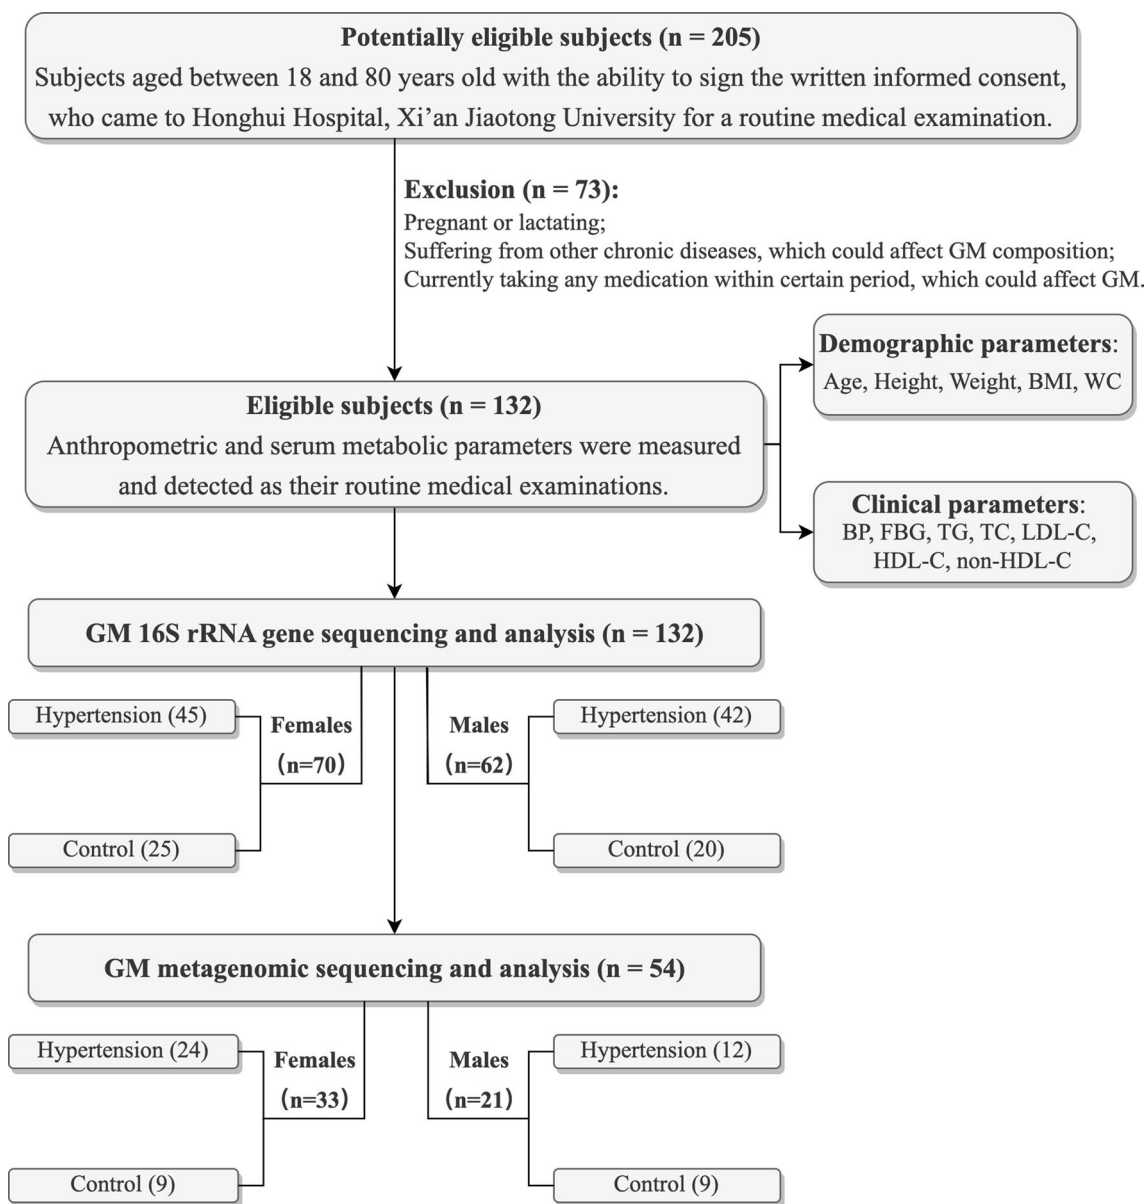 Potentially eligible subjects (n = 205)
Subjects aged between 18 and 80 years old with the ability to sign the written informed consent,
who came to Honghui Hospital, Xi’an Jiaotong University for a routine medical examination.
Exclusion (n = 73):
Pregnant or lactating;
Suffering from other chronic diseases, which could affect GM composition;
Currently taking any medication within certain period, which could affect GM.
Demographic parameters:
Age, Height, Weight, BMI, WC
Eligible subjects (n = 132)
Anthropometric and serum metabolic parameters were measured
and detected as their routine medical examinations.
Clinical parameters:
BP, FBG, TG, TC, LDL-C,
HDL-C, non-HDL-C
GM 16S rRNA gene sequencing and analysis (n = 132)
Hypertension (45)
Females
(n=70)
Control (25)
Males
(n=62)
Hypertension (42)
Control (20)
GM metagenomic sequencing and analysis (n = 54)
Hypertension (24)
Females
(n=33)
Control (9)
Males
(n=21)
Hypertension (12)
Control (9)